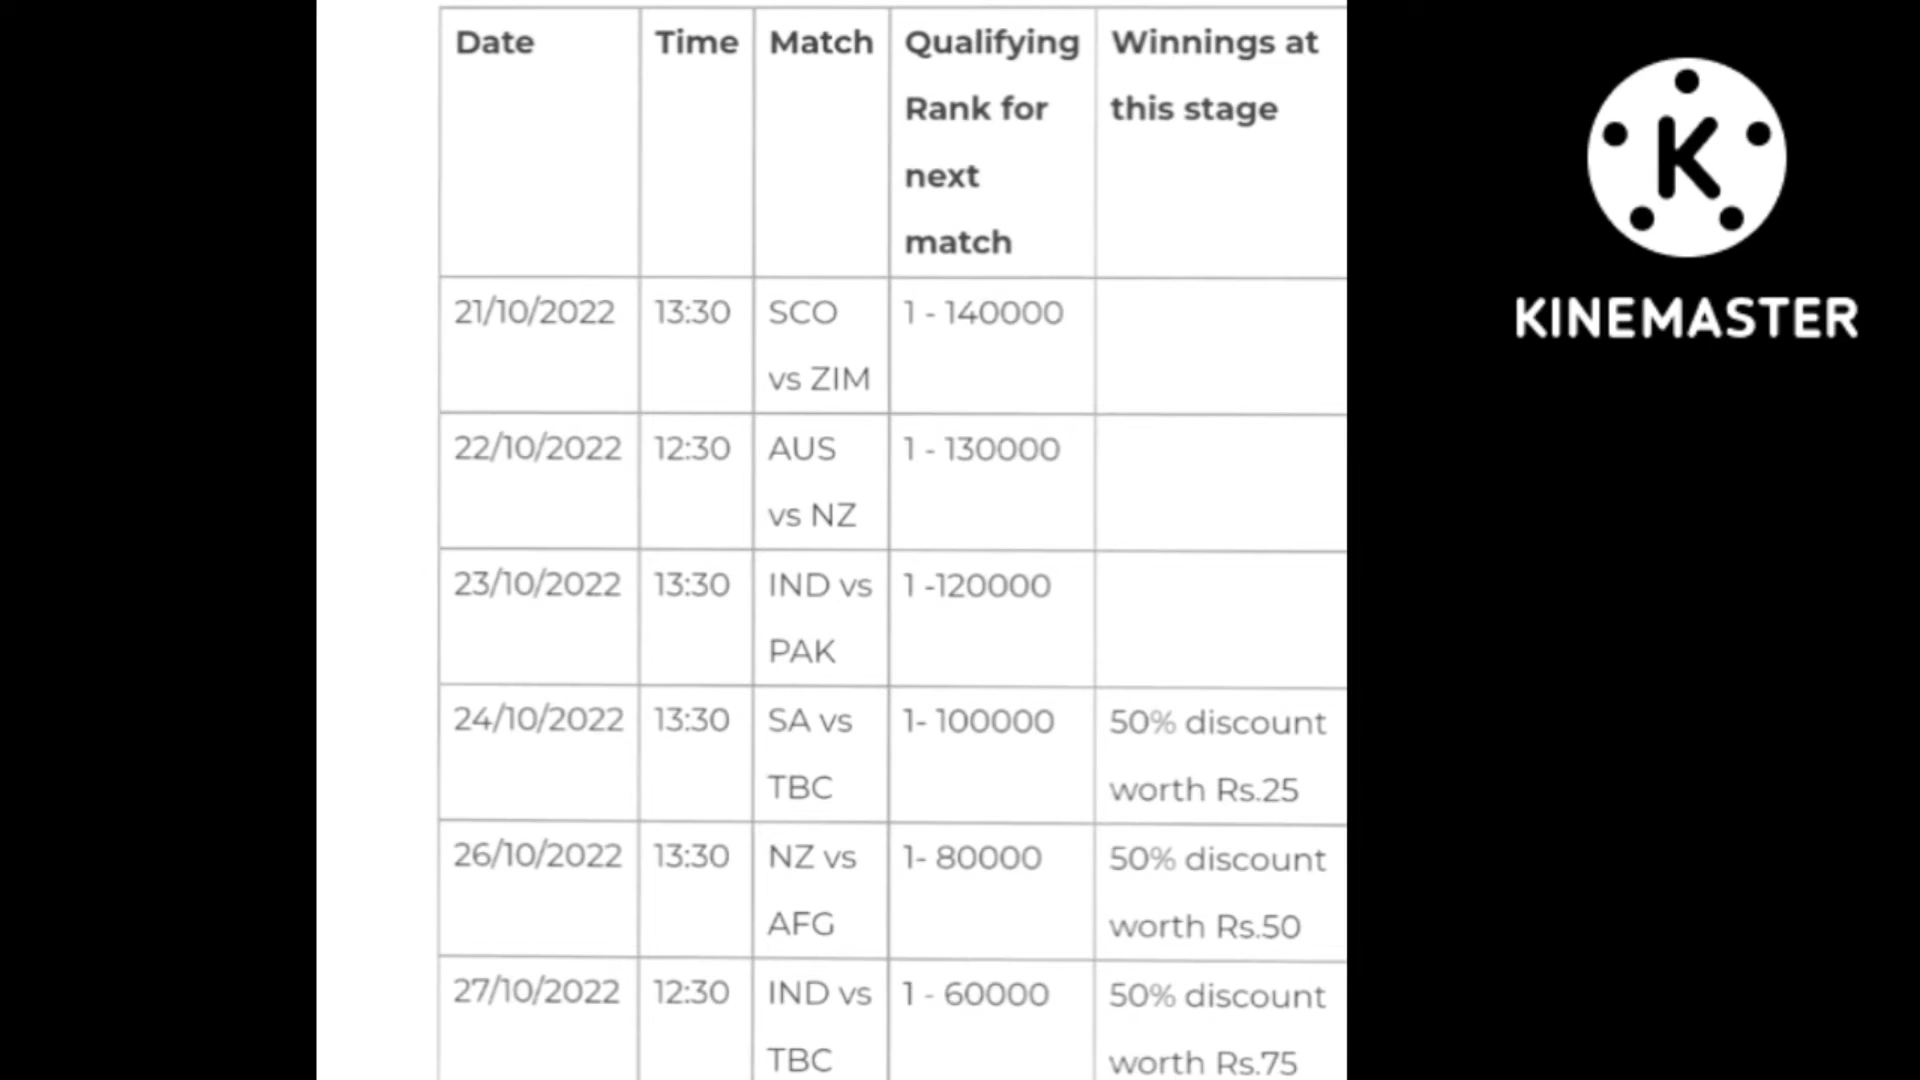 Date Time Match Qualifying Winnings at
Rank for this stage
next
match
21/10/2022 13:30 SCO 1 - 140000
vs ZIM
22/10/2022 12:30 AUS 1 - 130000
vs NZ
23/10/2022 13:30 IND vs 1 -120000
PAK
24/10/2022 13:30 SA vs 1- 100000 50% discount
TBC worth Rs.25
26/10/2022 13:30 NZ vs 1- 80000 50% discount
AFG worth Rs.50
27/10/2022 12:30 IND vs 1 - 60000 50% discount
TBC worth Rs.75
K
KINEMASTER